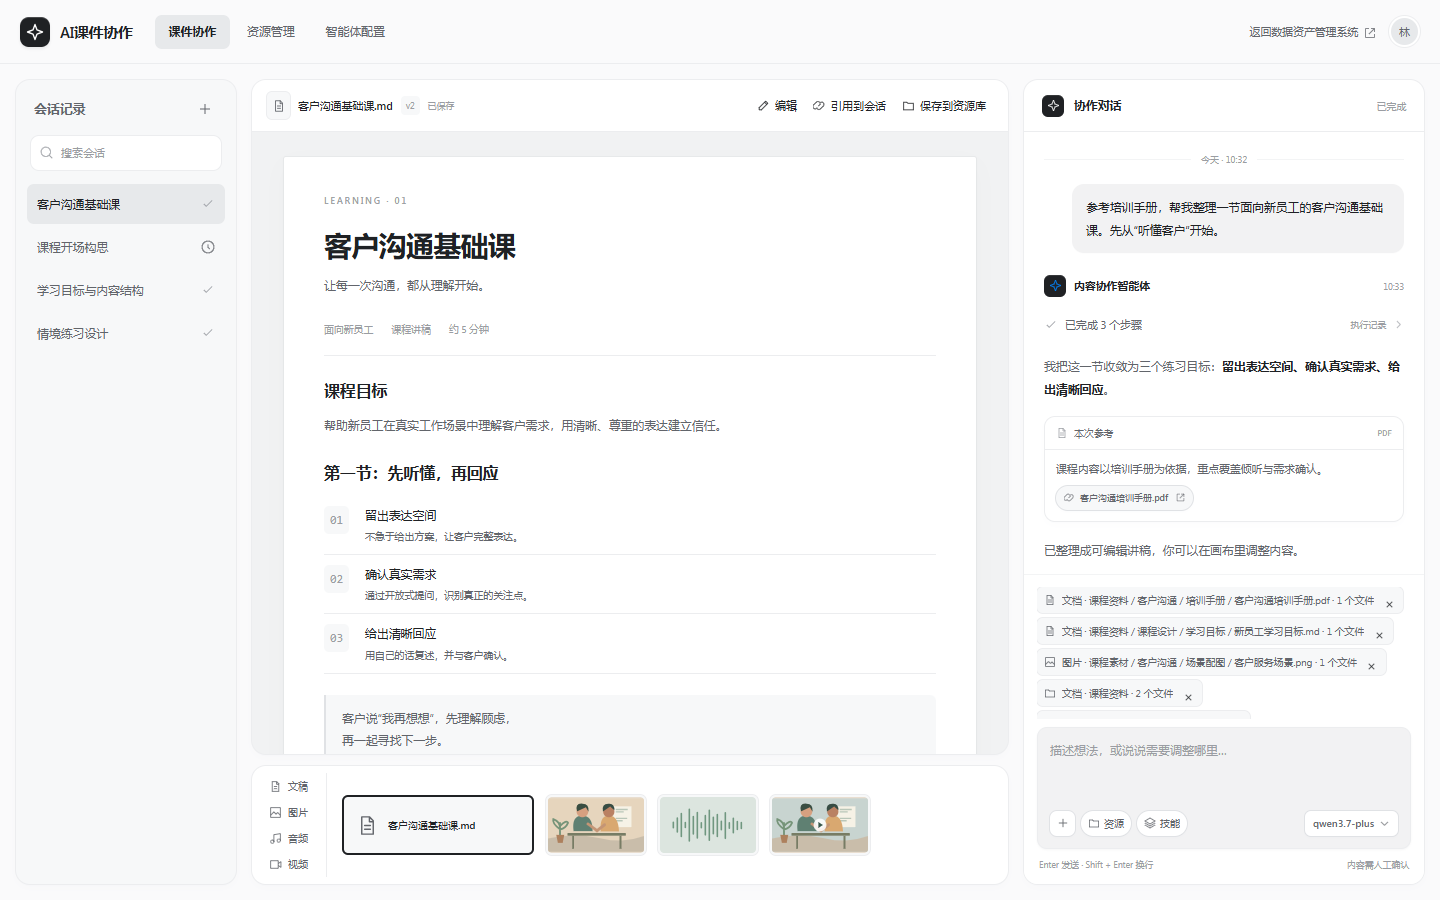 AI课件协作
课件协作
资源管理
智能体配置
返回数据资产管理系统
林
会话记录
搜索会话
客户沟通基础课
课程开场构思
学习目标与内容结构
情境练习设计
客户沟通基础课.md
v2
已保存
编辑
引用到会话
保存到资源库
LEARNING · 01
客户沟通基础课
让每一次沟通，都从理解开始。
面向新员工
课程讲稿
约 5 分钟
课程目标
帮助新员工在真实工作场景中理解客户需求，用清晰、尊重的表达建立信任。
第一节：先听懂，再回应
01
留出表达空间
不急于给出方案，让客户完整表达。
02
确认真实需求
通过开放式提问，识别真正的关注点。
03
给出清晰回应
用自己的话复述，并与客户确认。
客户说“我再想想”，先理解顾虑，
再一起寻找下一步。
文稿
图片
音频
视频
客户沟通基础课.md
协作对话
已完成
今天 · 10:32
参考培训手册，帮我整理一节面向新员工的客户沟通基础
课。先从“听懂客户”开始。
内容协作智能体
10:33
已完成 3 个步骤
执行记录
我把这一节收敛为三个练习目标：留出表达空间、确认真实需求、给
出清晰回应。
本次参考
PDF
课程内容以培训手册为依据，重点覆盖倾听与需求确认。
客户沟通培训手册.pdf
已整理成可编辑讲稿，你可以在画布里调整内容。
文档 · 课程资料 / 客户沟通 / 培训手册 / 客户沟通培训手册.pdf · 1 个文件
文档 · 课程资料 / 课程设计 / 学习目标 / 新员工学习目标.md · 1 个文件
图片 · 课程素材 / 客户沟通 / 场景配图 / 客户服务场景.png · 1 个文件
文档 · 课程资料 · 2 个文件
描述想法，或说说需要调整哪里...
资源
技能
qwen3.7-plus
Enter 发送 · Shift + Enter 换行
内容需人工确认